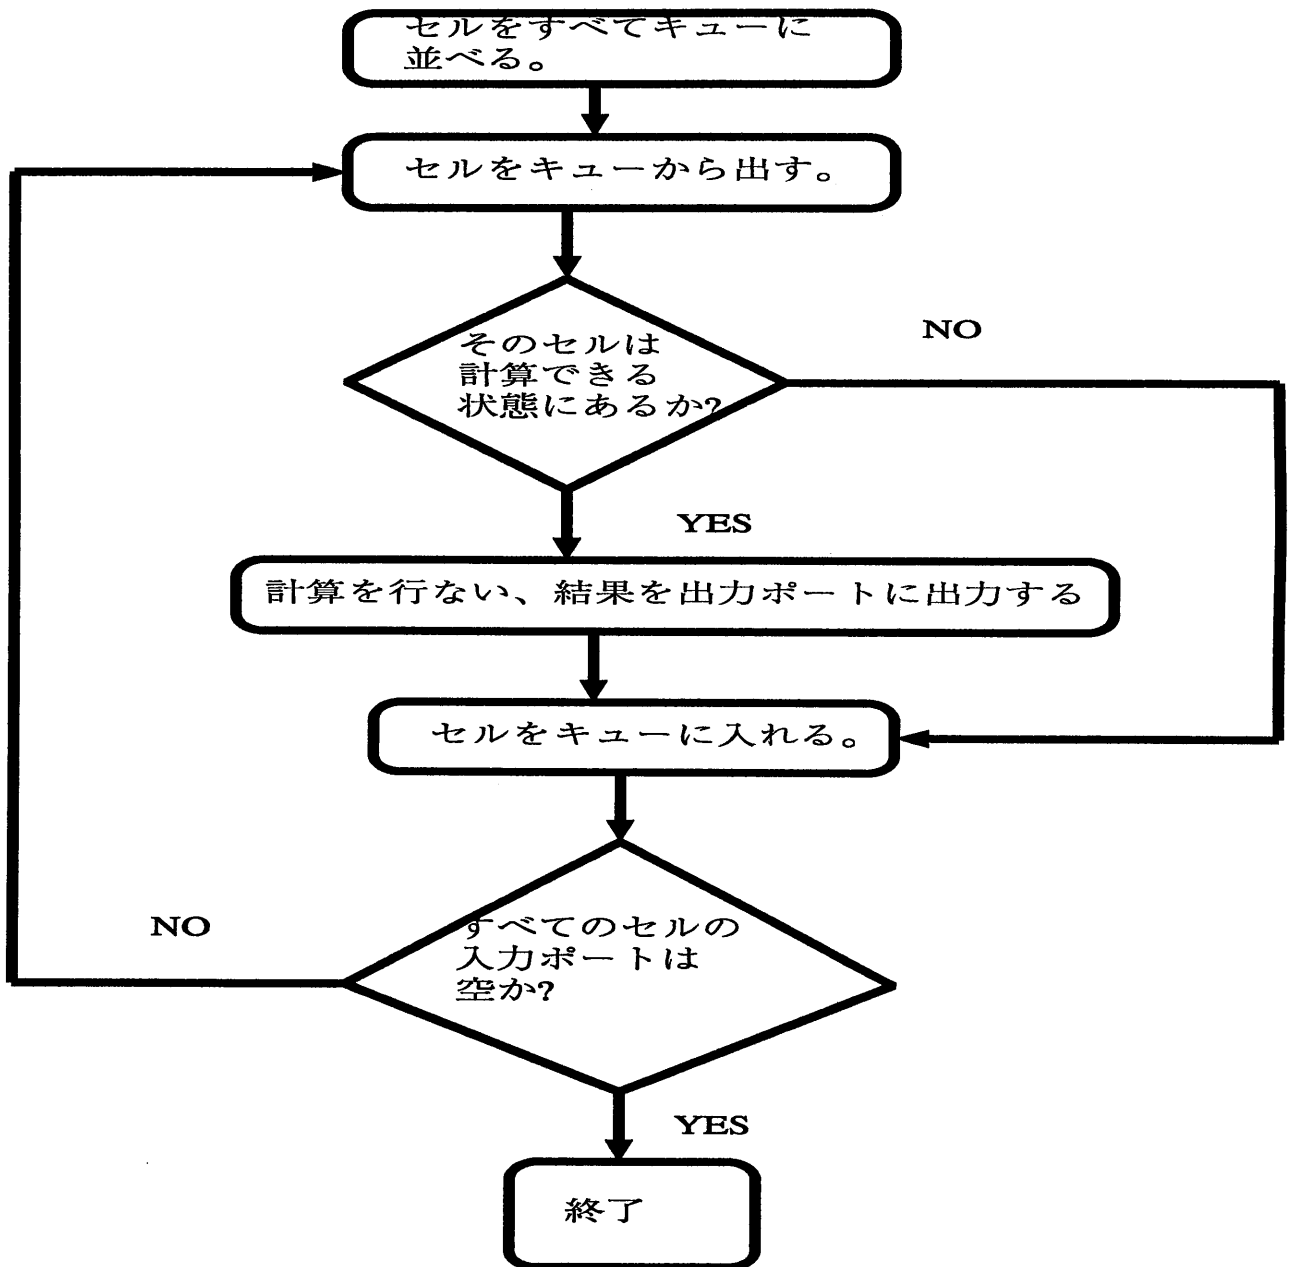 セルをすべてキューに
並べる。
セルをキューから出す。
そのセルは
計算できる
状態にあるか?
NO
YES
計算を行ない、結果を出力ポートに出力する
セルをキューに入れる。
すべてのセルの
入力ポートは
空か?
NO
YES
終了